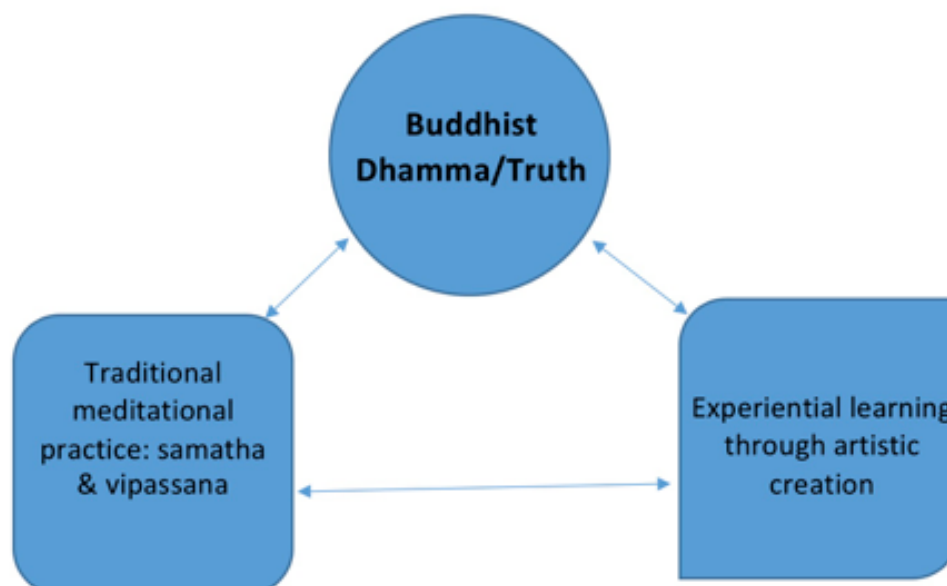 Buddhist
Dhamma/Truth
Traditional
meditational
practice: samatha
& vipassana
Experiential learning
through artistic
creation